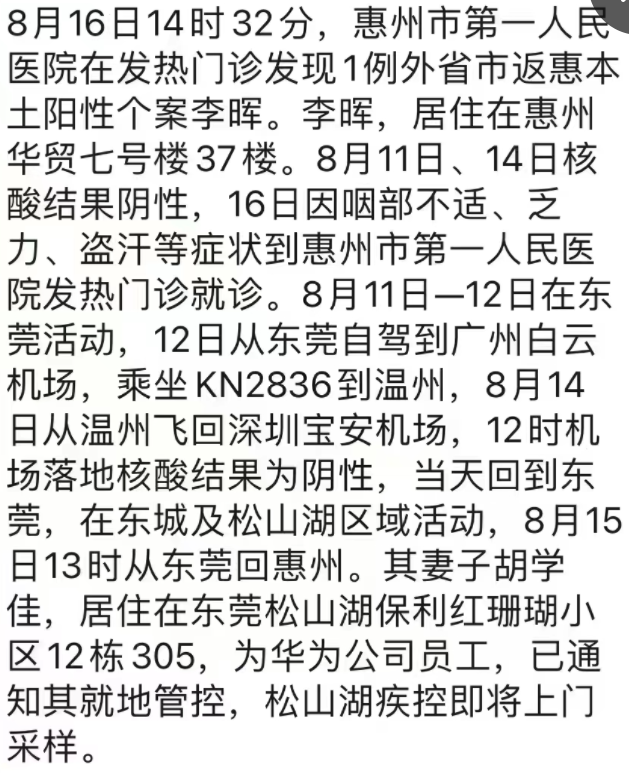 8月16日14时32分，惠州市第一人民
医院在发热门诊发现1例外省市返惠本
土阳性个案李晖。李晖，居住在惠州
华贸七号楼37楼。8月11日、14日核
酸结果阴性，16日因咽部不适、乏
力、盗汗等症状到惠州市第一人民医
院发热门诊就诊。8月11日—12日在东
莞活动，12日从东莞自驾到广州白云
机场，乘坐KN2836到温州，8月14
日从温州飞回深圳宝安机场，12时机
场落地核酸结果为阴性，当天回到东
莞，在东城及松山湖区域活动，8月15
日13时从东莞回惠州。其妻子胡学
佳，居住在东莞松山湖保利红珊瑚小
区12栋305，为华为公司员工，已通
知其就地管控，松山湖疾控即将上门
采样。